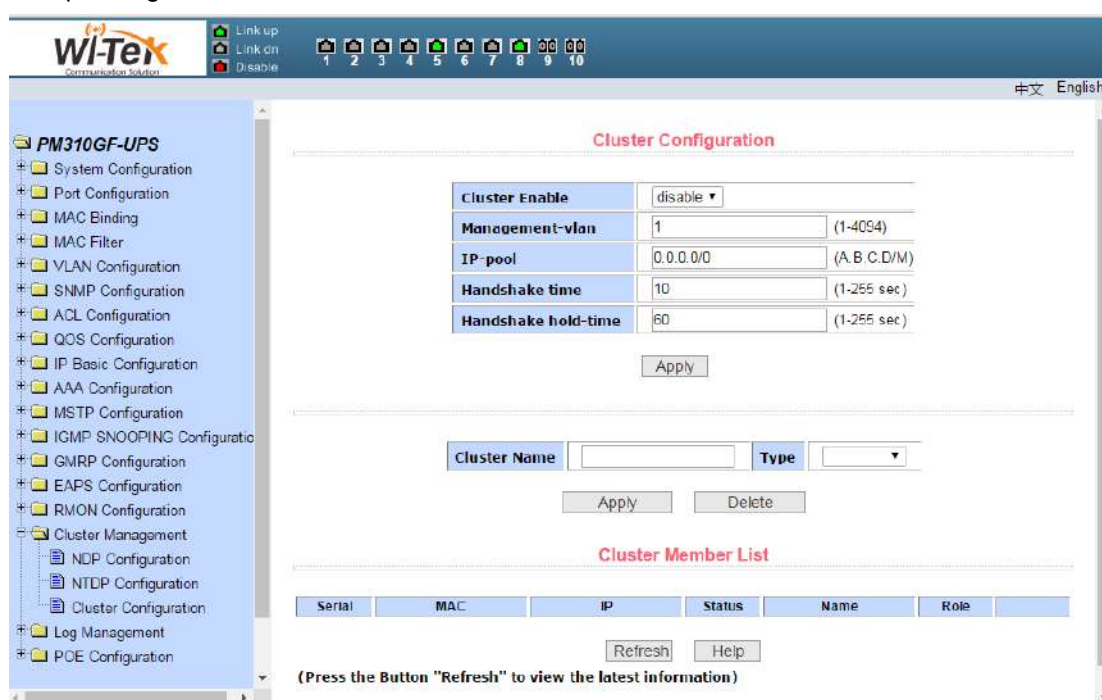 Wi-Tek
Communication Solution
Link up
Link dn
Disable
1 2 3 4 5 6 7 8 9 10
中文 English
PM310GF-UPS
System Configuration
Port Configuration
MAC Binding
MAC Filter
VLAN Configuration
SNMP Configuration
ACL Configuration
QOS Configuration
IP Basic Configuration
AAA Configuration
MSTP Configuration
IGMP SNOOPING Configuratio
GMRP Configuration
EAPS Configuration
RMON Configuration
Cluster Management
NDP Configuration
NTDP Configuration
Cluster Configuration
Log Management
POE Configuration
Cluster Configuration
Cluster Enable disable
Management-vlan 1 (1-4094)
IP-pool 0.0.0.0/0 (A.B.C.D/M)
Handshake time 10 (1-255 sec)
Handshake hold-time 60 (1-255 sec)
Apply
Cluster Name Type
Apply Delete
Cluster Member List
Serial MAC IP Status Name Role
Refresh Help
(Press the Button "Refresh" to view the latest information)